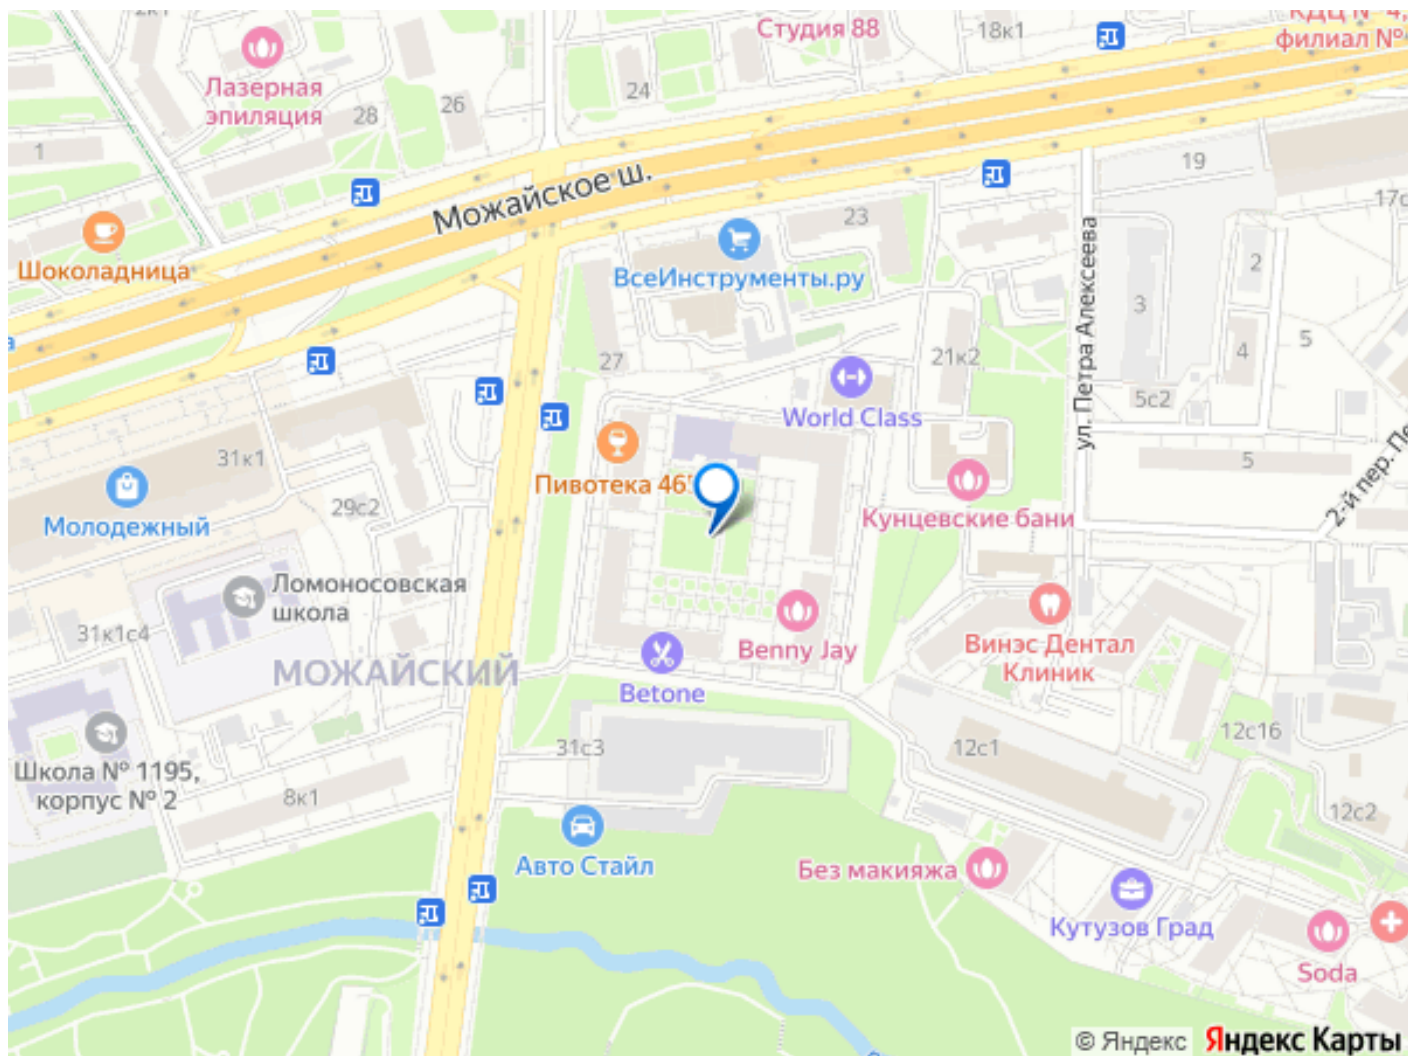 2к1
Студия 88
18к1
КДЦ № 4,
филиал №
Лазерная
эпиляция
28
26
24
1
19
17с
Можайское ш.
23
Шоколадница
ВсеИнструменты.ру
ул. Петра Алексеева
2
3
а
27
21к2
4
5
5с2
World Class
31к1
Пивотека 46
5
2-й пер. Пе
Молодежный
29с2
Кунцевские бани
Ломоносовская
школа
31к1с4
Benny Jay
Винэс Дентал
Клиник
МОЖАЙСКИЙ
Betone
31с3
12с1
12с16
Школа № 1195,
корпус № 2
8к1
12с2
Авто Стайл
Без макияжа
Кутузов Град
Soda
© Яндекс
Яндекс Карты